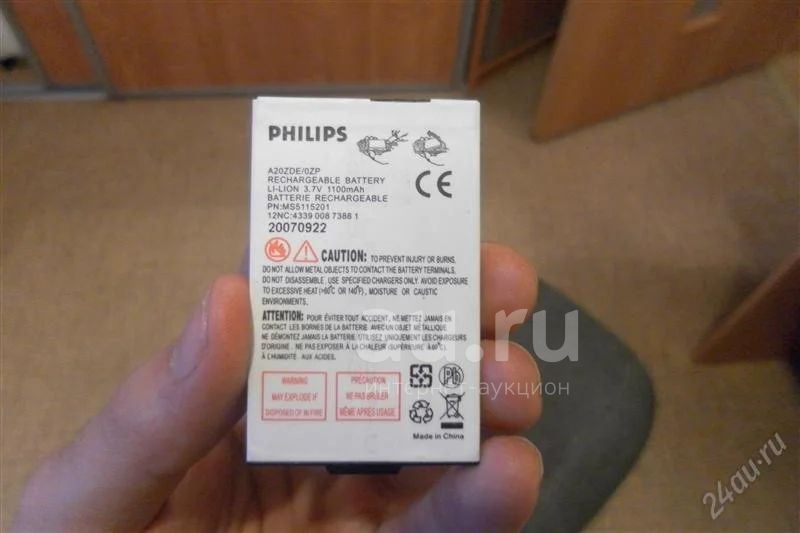 PHILIPS
A20ZDE/0ZP
RECHARGEABLE BATTERY
LI-LION 3.7V 1100mAh
BATTERIE RECHARGEABLE
PN:MS5115201
12NC:4339 008 7388 1
20070922
CE
CAUTION: TO PREVENT INJURY OR BURNS,
DO NOT ALLOW METAL OBJECTS TO CONTACT THE BATTERY TERMINALS.
DO NOT DISASSEMBLE. USE SPECIFIED CHARGERS ONLY. AVOID EXPOSURE
TO EXCESSIVE HEAT (>60°C OR 140°F), MOISTURE OR CAUSTIC
ENVIRONMENTS.
ATTENTION: POUR ÉVITER TOUT ACCIDENT, NE METTEZ JAMAIS EN
CONTACT LES BORNES DE LA BATTERIE AVEC UN OBJET MÉTALLIQUE
NE DÉMONTEZ JAMAIS LA BATTERIE. UTILISEZ UNIQUEMENT LES CHARGEURS
D'ORIGINE. NE PAS EXPOSER À LA CHALEUR (SUPÉRIEURE À 60°C),
À L'HUMIDITÉ AUX ACIDES.
WARNING
MAY EXPLODE IF
DISPOSED OF IN FIRE
PRÉCAUTION
NE PAS BRÛLER
MÊME APRÈS USAGE
Pb
Made in China
au.ru
интернет-аукцион
24au.ru